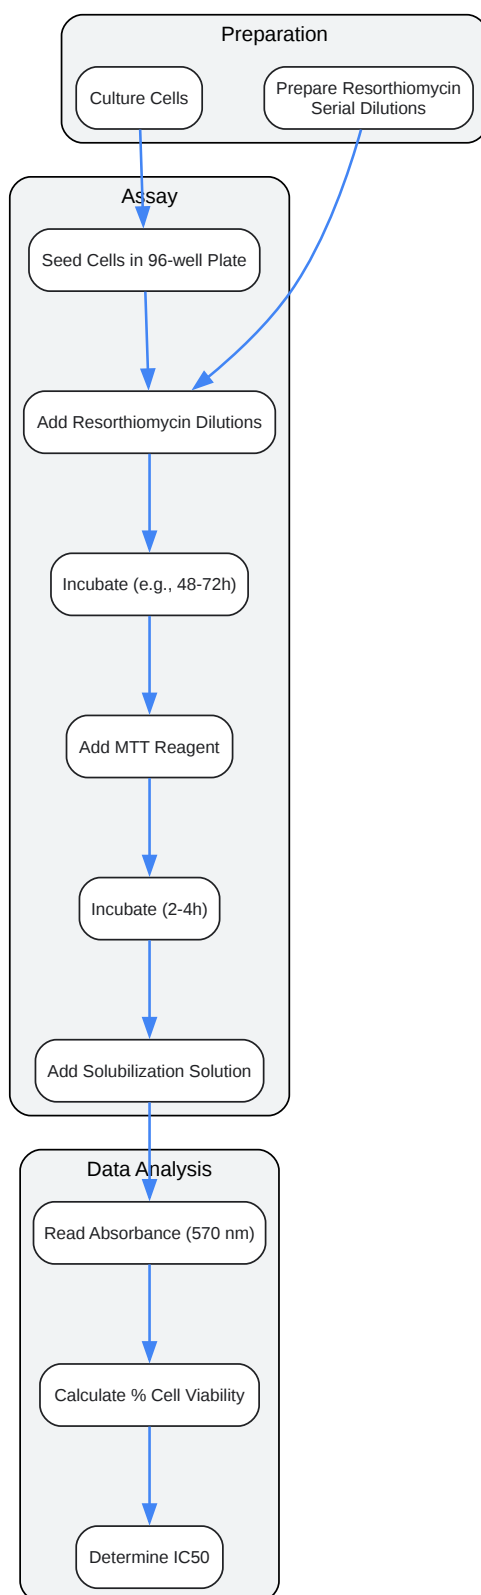 Preparation
Culture Cells
Prepare Resorthiomycin
Serial Dilutions
Assay
Seed Cells in 96-well Plate
Add Resorthiomycin Dilutions
Incubate (e.g., 48-72h)
Add MTT Reagent
Incubate (2-4h)
Add Solubilization Solution
Data Analysis
Read Absorbance (570 nm)
Calculate % Cell Viability
Determine IC50